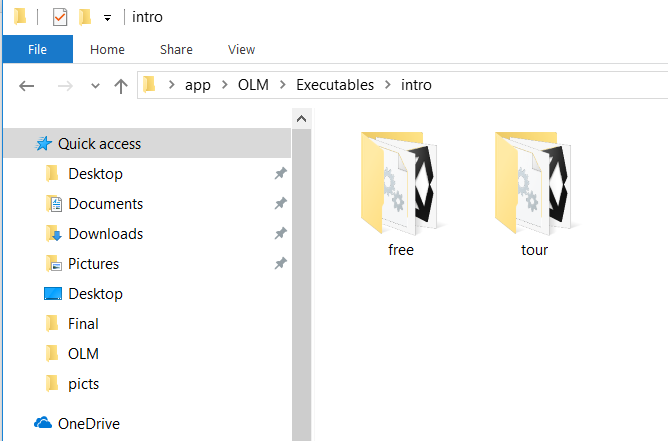 intro
File Home Share View
app OLM Executables intro
Quick access
Desktop
Documents
Downloads
Pictures
Desktop
Final
OLM
picts
OneDrive
free tour